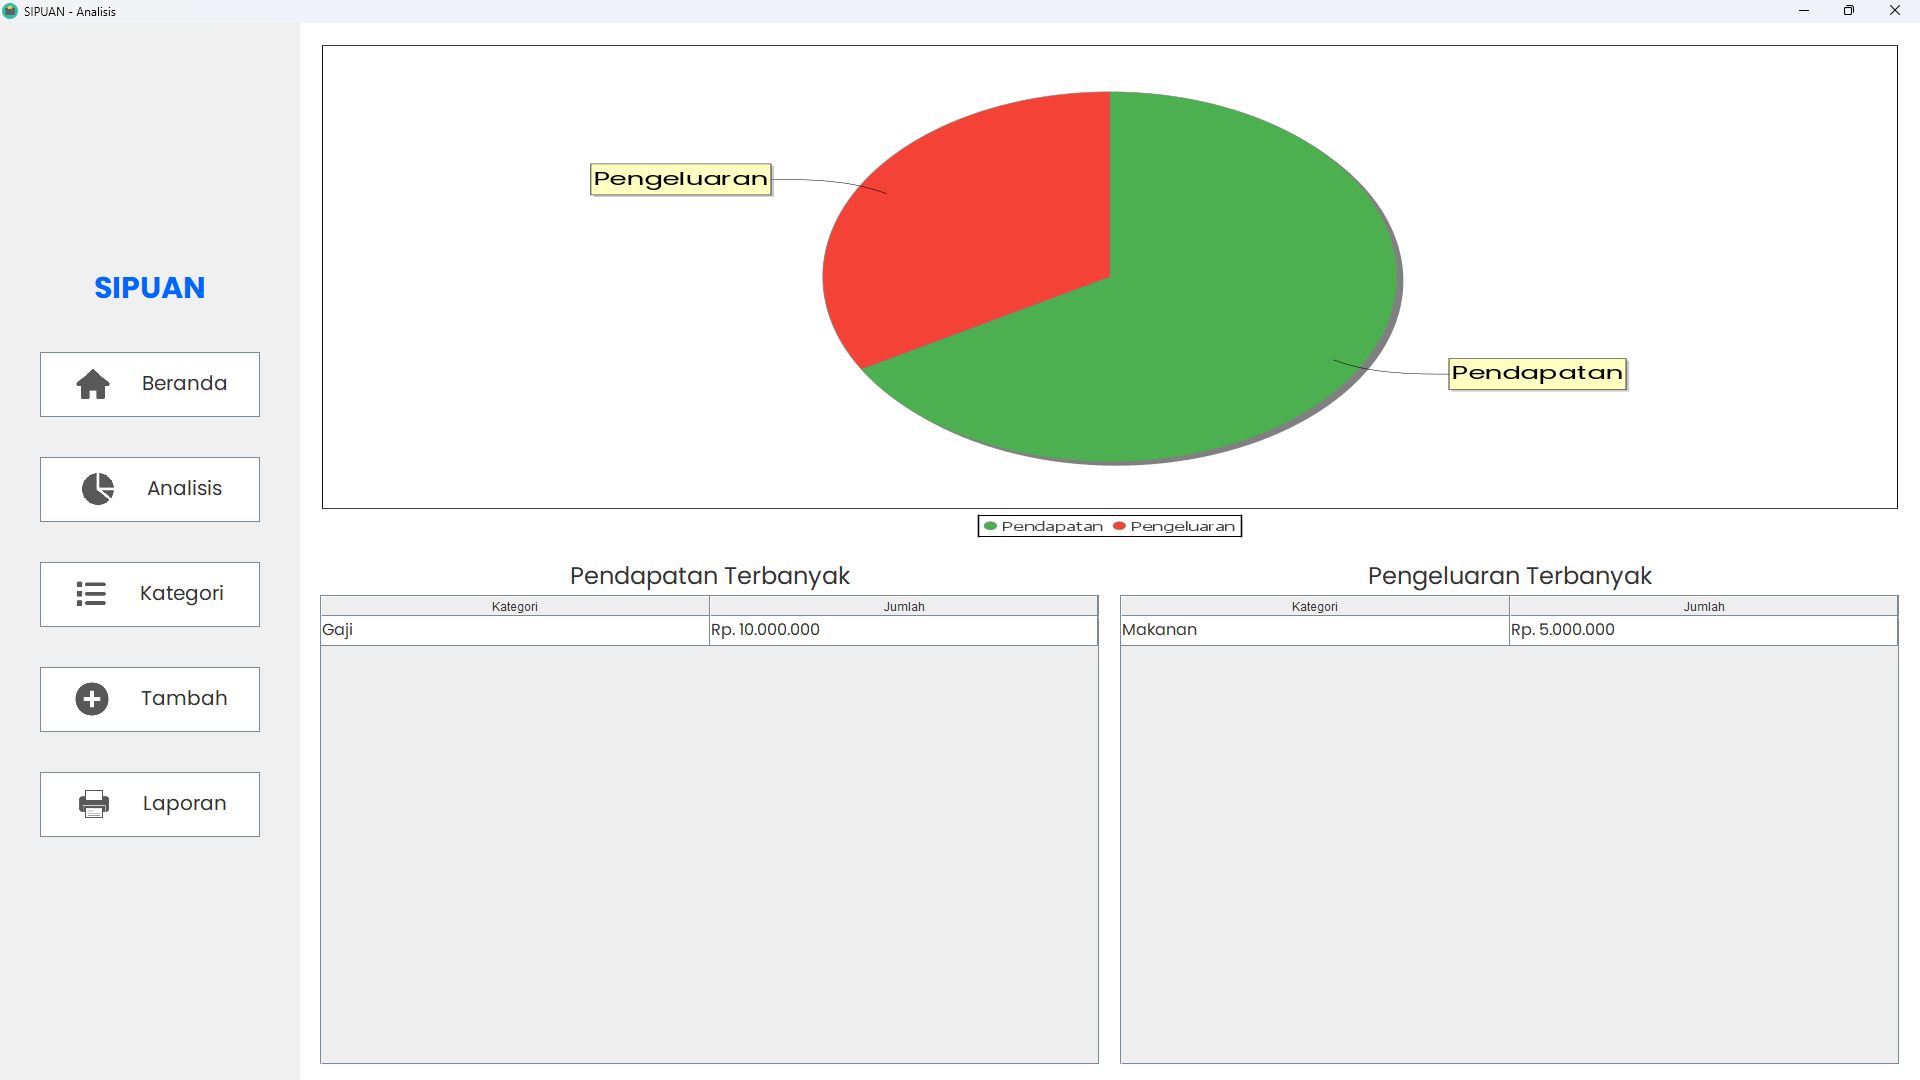 SIPUAN - Analisis
SIPUAN
Beranda
Analisis
Kategori
Tambah
Laporan
Pengeluaran
Pendapatan
Pendapatan Pengeluaran
Pendapatan Terbanyak
Kategori Jumlah
Gaji Rp. 10.000.000
Pengeluaran Terbanyak
Kategori Jumlah
Makanan Rp. 5.000.000